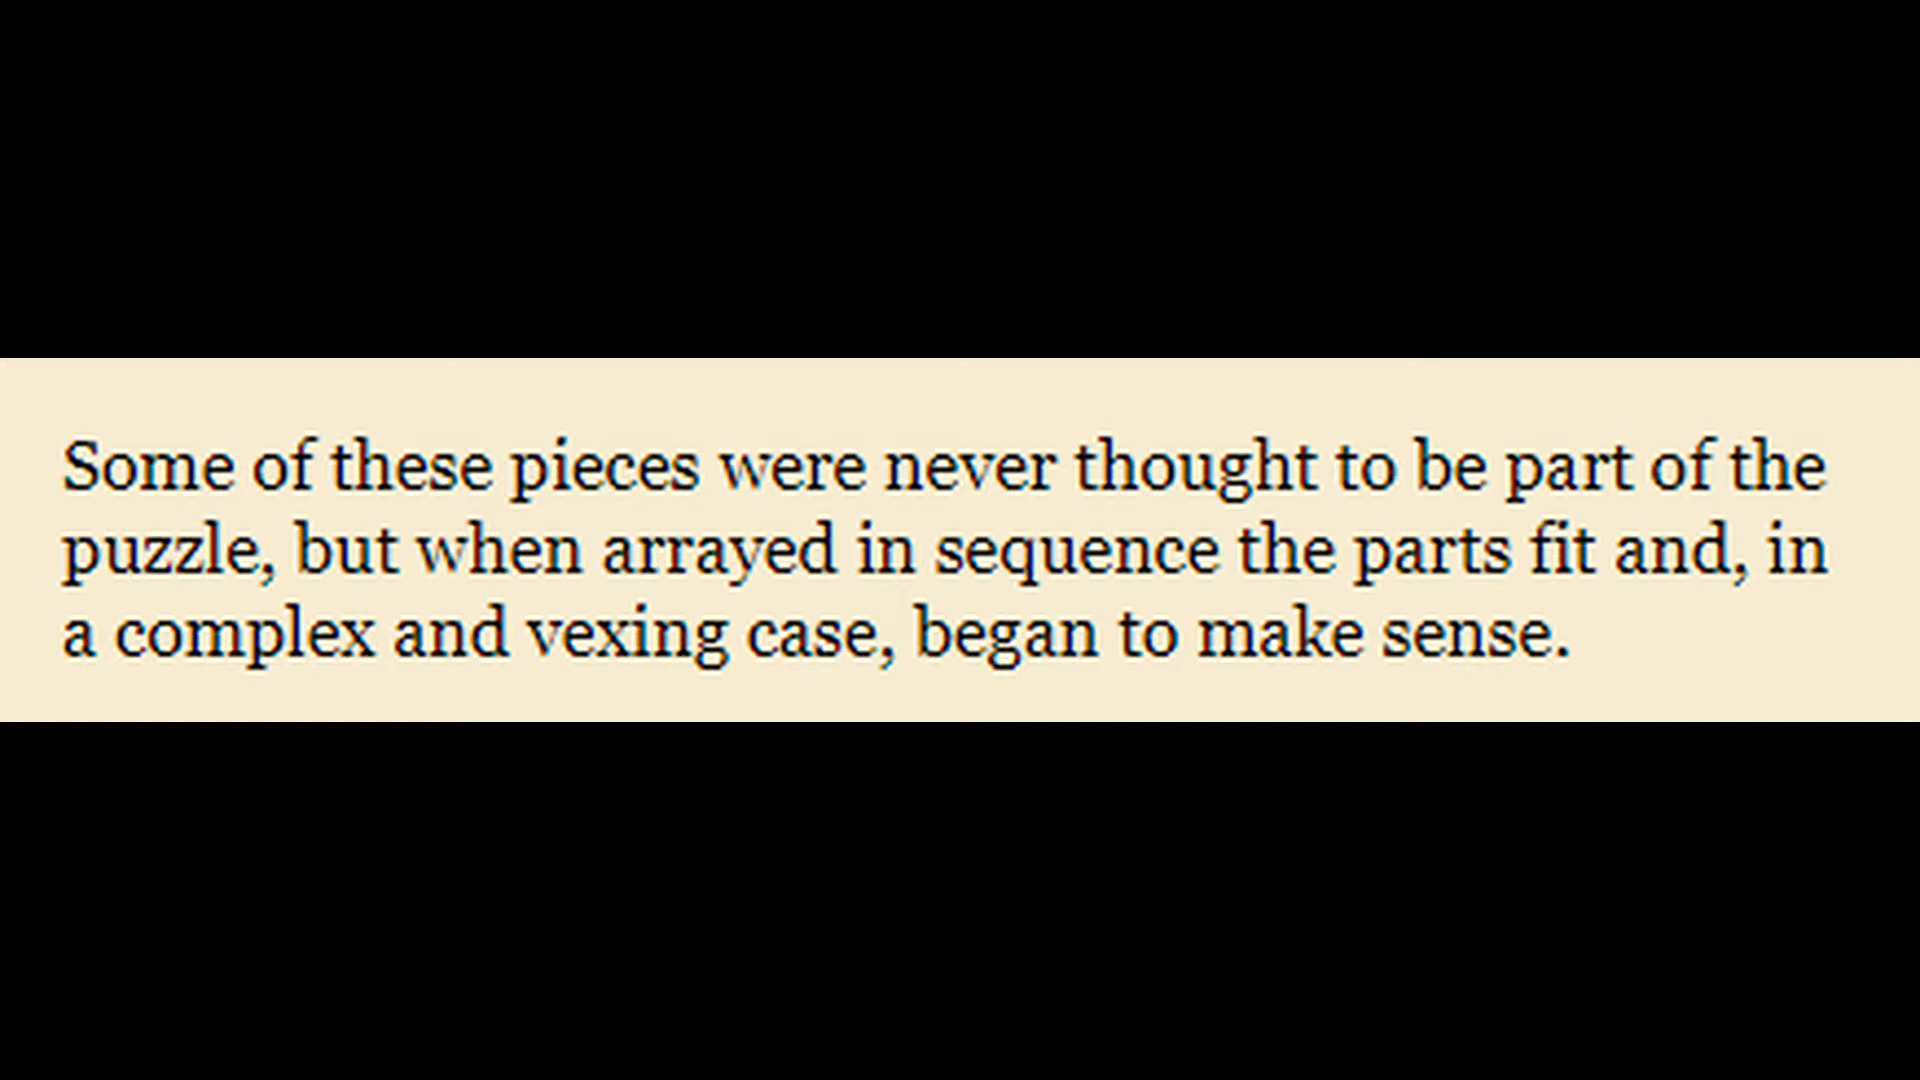 Some of these pieces were never thought to be part of the
puzzle, but when arrayed in sequence the parts fit and, in
a complex and vexing case, began to make sense.